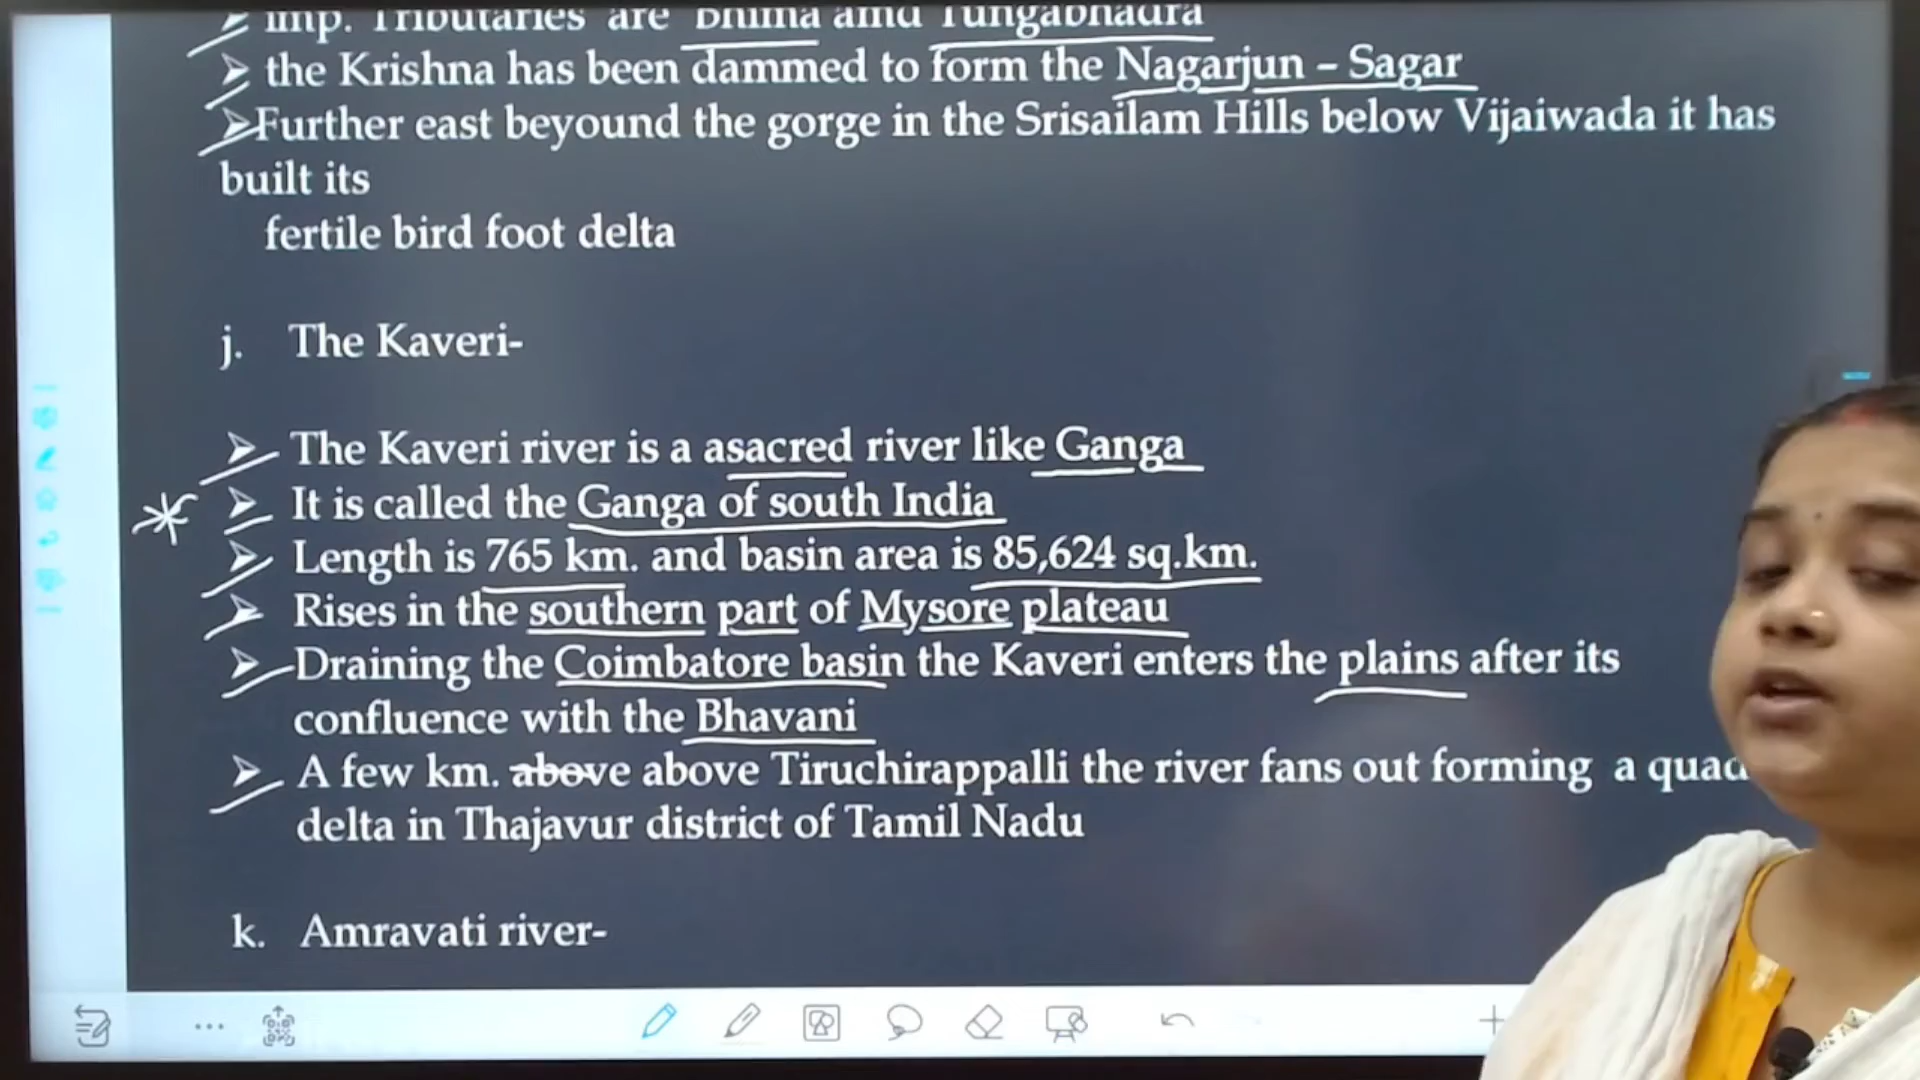 imp. Tributaries are Bhima amd Tungabhadra
the Krishna has been dammed to form the Nagarjun – Sagar
Further east beyound the gorge in the Srisailam Hills below Vijaiwada it has
built its
fertile bird foot delta
j. The Kaveri-
The Kaveri river is a asacred river like Ganga
It is called the Ganga of south India
Length is 765 km. and basin area is 85,624 sq.km.
Rises in the southern part of Mysore plateau
Draining the Coimbatore basin the Kaveri enters the plains after its
confluence with the Bhavani
A few km. above above Tiruchirappalli the river fans out forming a
delta in Thajavur district of Tamil Nadu
k. Amravati river-